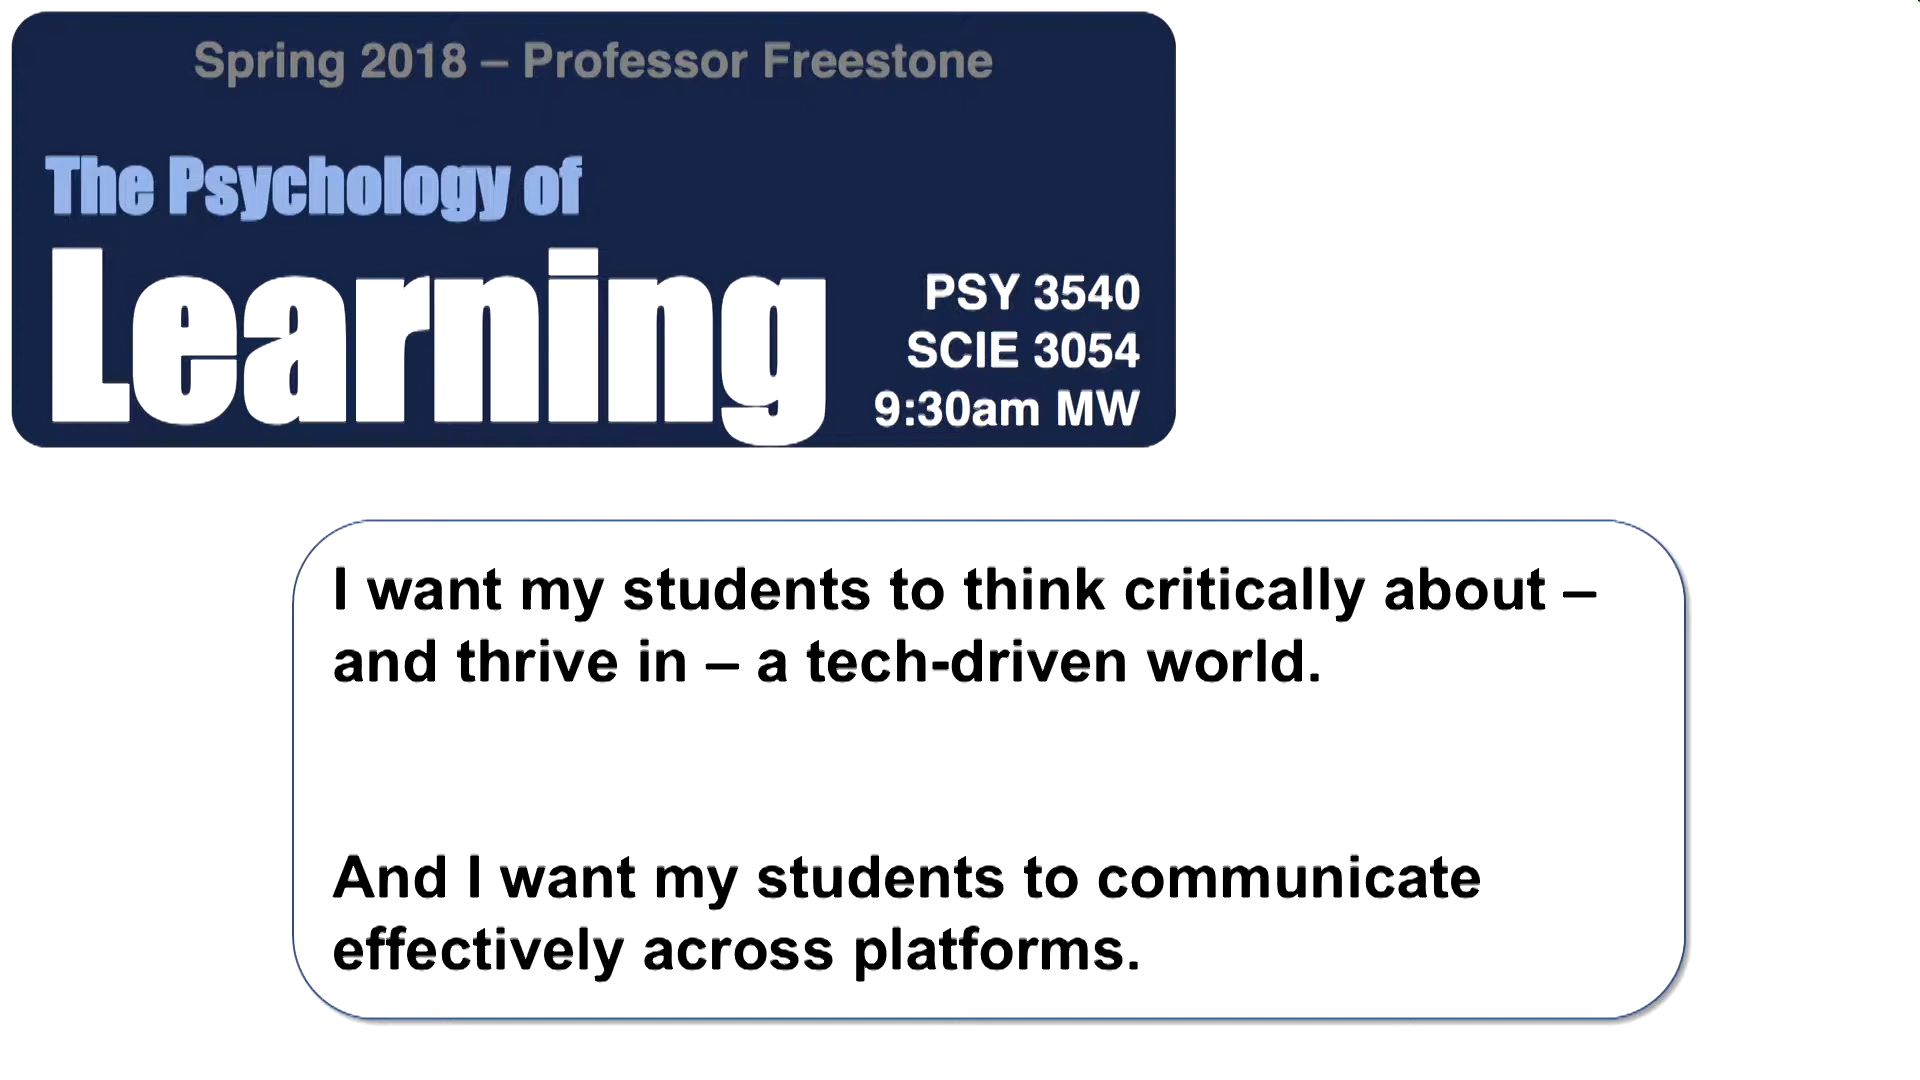 Spring 2018 – Professor Freestone
The Psychology of
Learning
PSY 3540
SCIE 3054
9:30am MW
I want my students to think critically about –
and thrive in – a tech-driven world.
And I want my students to communicate
effectively across platforms.